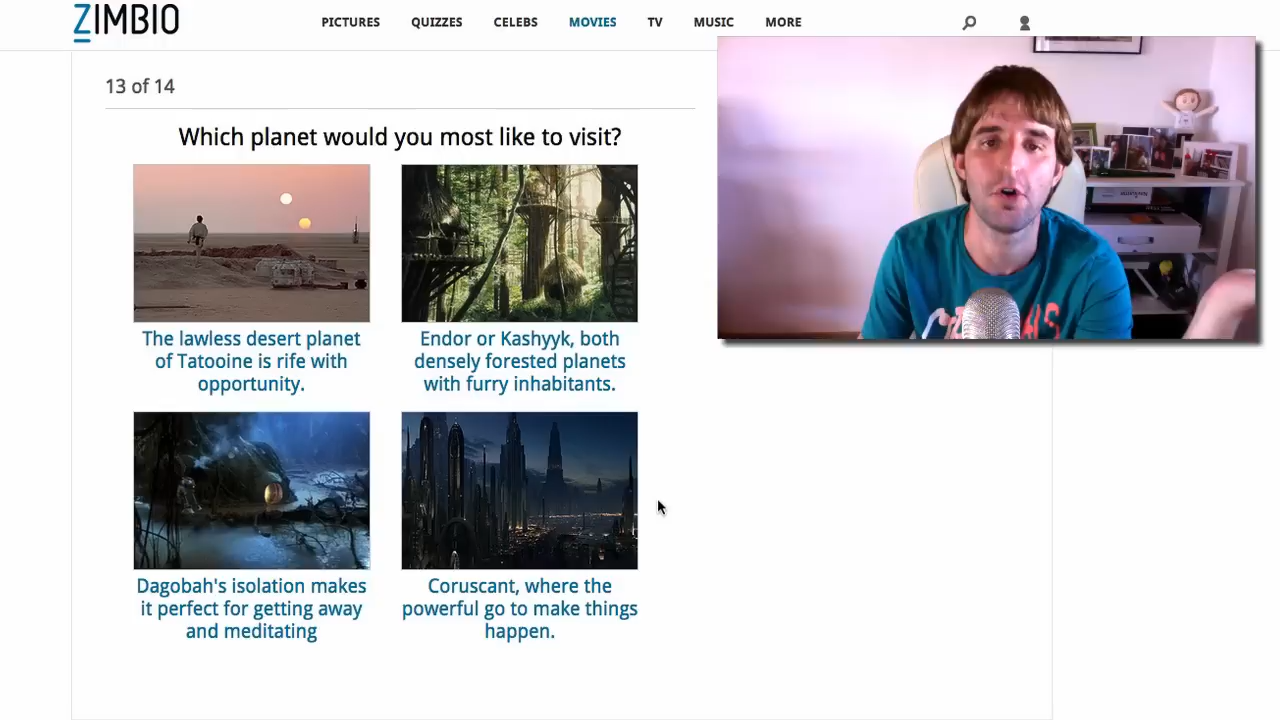 ZIMBIO
PICTURES QUIZZES CELEBS MOVIES TV MUSIC MORE
13 of 14
Which planet would you most like to visit?
The lawless desert planet
of Tatooine is rife with
opportunity.
Endor or Kashyyk, both
densely forested planets
with furry inhabitants.
Dagobah's isolation makes
it perfect for getting away
and meditating
Coruscant, where the
powerful go to make things
happen.